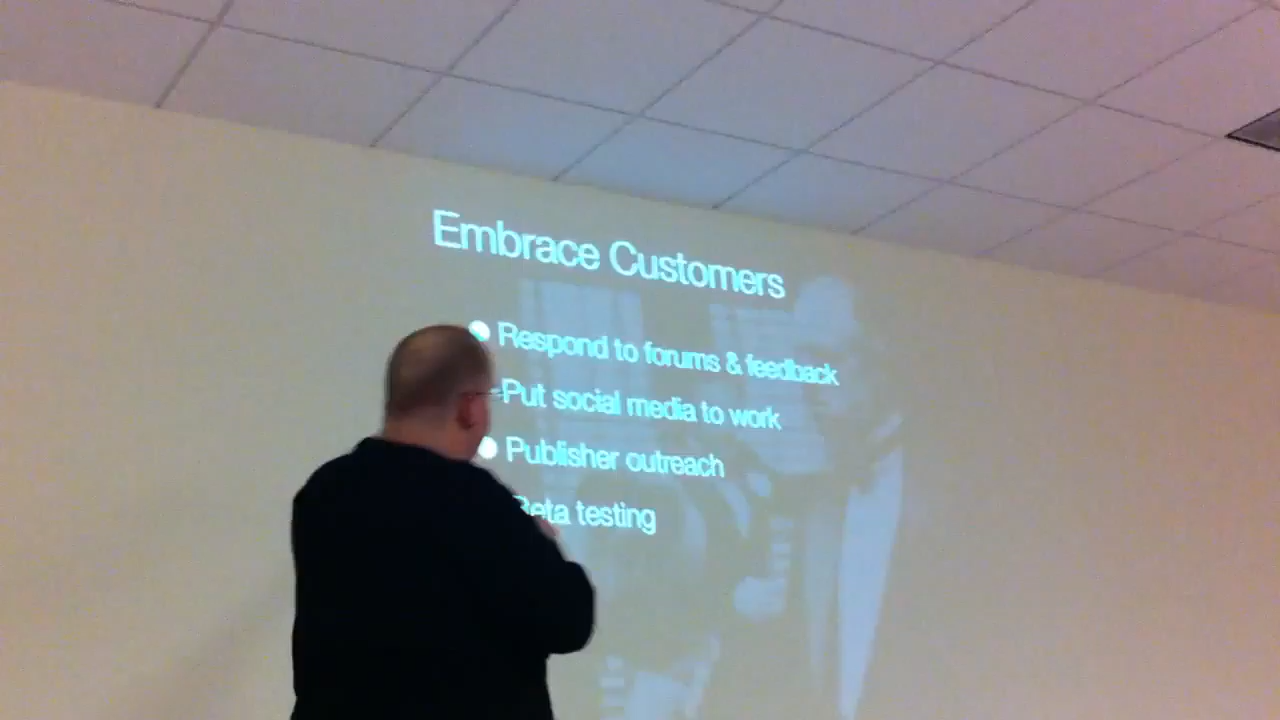 Embrace Customers
Respond to forums & feedback
Put social media to work
Publisher outreach
Beta testing